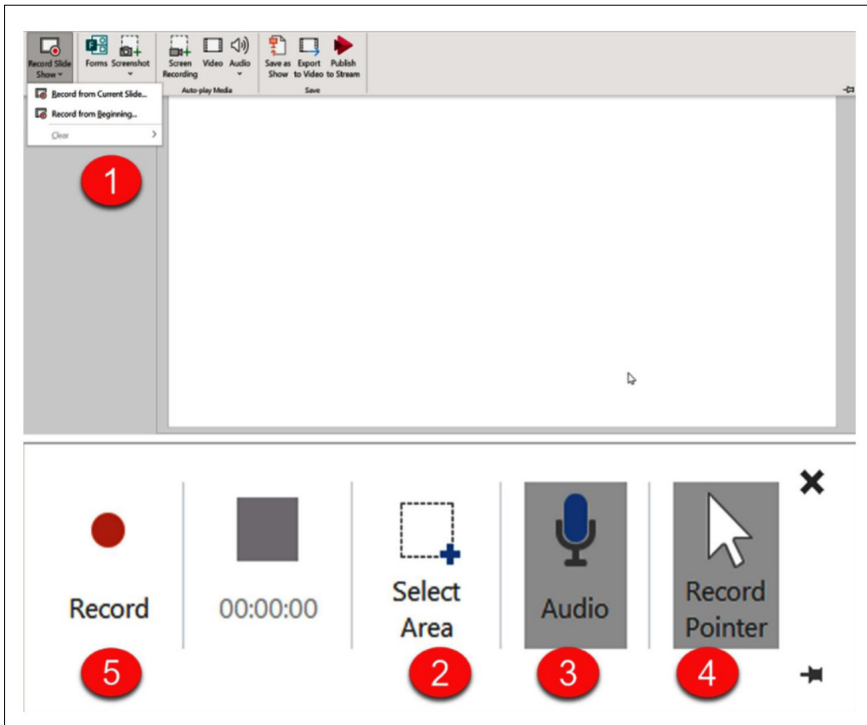 Record Slide Show
Forms
Screenshot
Screen Recording
Video
Audio
Save as Show
Export to Video
Publish to Stream
Auto-play Media
Save
Record from Current Slide...
Record from Beginning...
Clear
1
Record
00:00:00
Select
Area
Audio
Record
Pointer
5
2
3
4